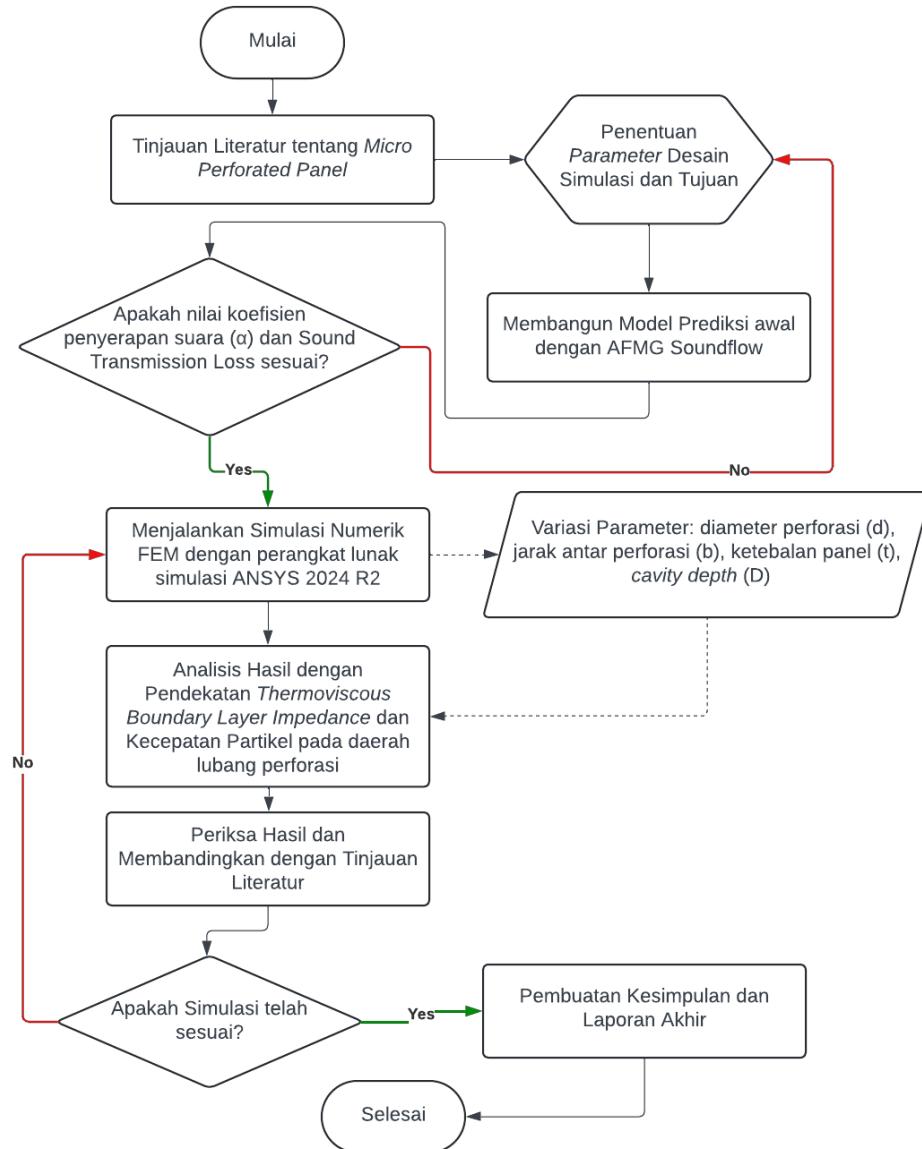 Mulai
Tinjauan Literatur tentang Micro
Perforated Panel
Penentuan
Parameter Desain
Simulasi dan Tujuan
Membangun Model Prediksi awal
dengan AFMG Soundflow
Apakah nilai koefisien
penyerapan suara (α) dan Sound
Transmission Loss sesuai?
No
Yes
Menjalankan Simulasi Numerik
FEM dengan perangkat lunak
simulasi ANSYS 2024 R2
Variasi Parameter: diameter perforasi (d),
jarak antar perforasi (b), ketebalan panel (t),
cavity depth (D)
Analisis Hasil dengan
Pendekatan Thermoviscous
Boundary Layer Impedance dan
Kecepatan Partikel pada daerah
lubang perforasi
No
Periksa Hasil dan
Membandingkan dengan Tinjauan
Literatur
Apakah Simulasi telah
sesuai?
Yes
Pembuatan Kesimpulan dan
Laporan Akhir
Selesai